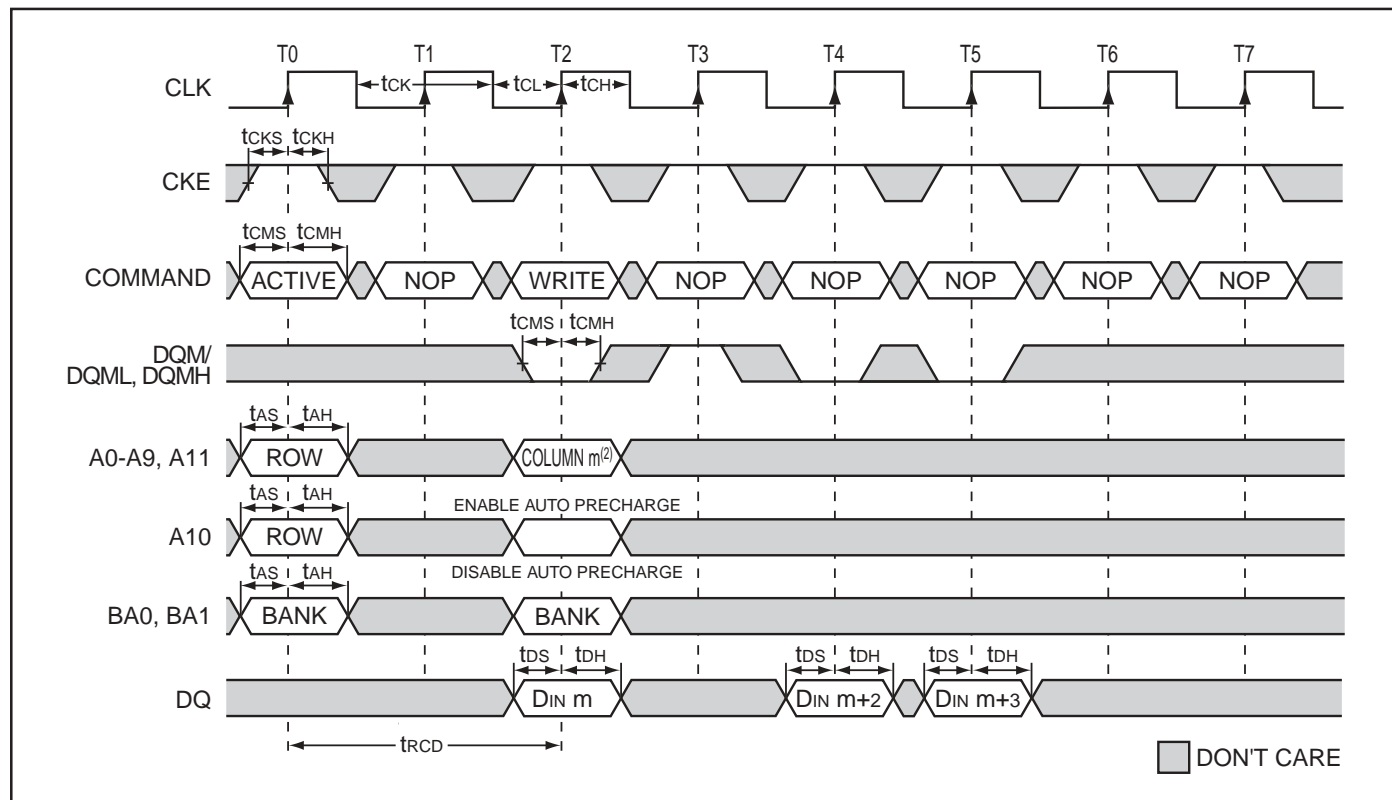 T0 T1 T2 T3 T4 T5 T6 T7
CLK tCK tCL tCH
tCKS tCKH
CKE
tCMS tCMH
COMMAND ACTIVE NOP WRITE NOP NOP NOP NOP NOP
tCMS tCMH
DQM/
DQML, DQMH
tAS tAH
A0-A9, A11 ROW COLUMN m(2)
tAS tAH ENABLE AUTO PRECHARGE
A10 ROW
tAS tAH DISABLE AUTO PRECHARGE
BA0, BA1 BANK BANK
tDS tDH tDS tDH tDS tDH
DQ DIN m DIN m+2 DIN m+3
tRCD
DON'T CARE